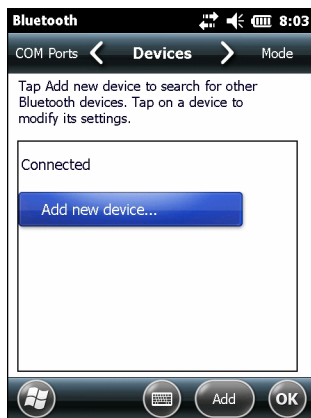 Bluetooth 8:03
COM Ports Devices Mode
Tap Add new device to search for other
Bluetooth devices. Tap on a device to
modify its settings.
Connected
Add new device...
Add OK